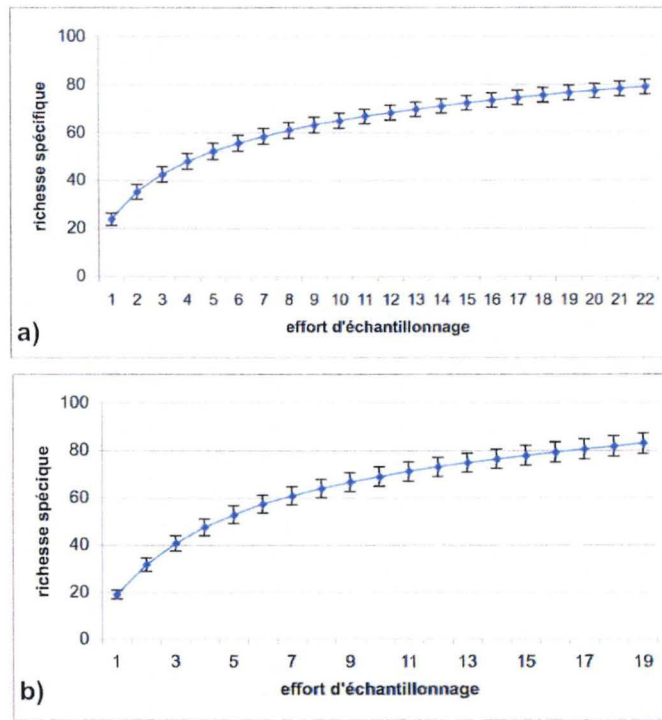 100
80
60
40
20
0
richesse spécifique
1 2 3 4 5 6 7 8 9 10 11 12 13 14 15 16 17 18 19 20 21 22
effort d'échantillonnage
a)
100
80
60
40
20
0
richesse spécique
1 3 5 7 9 11 13 15 17 19
effort d'échantillonnage
b)